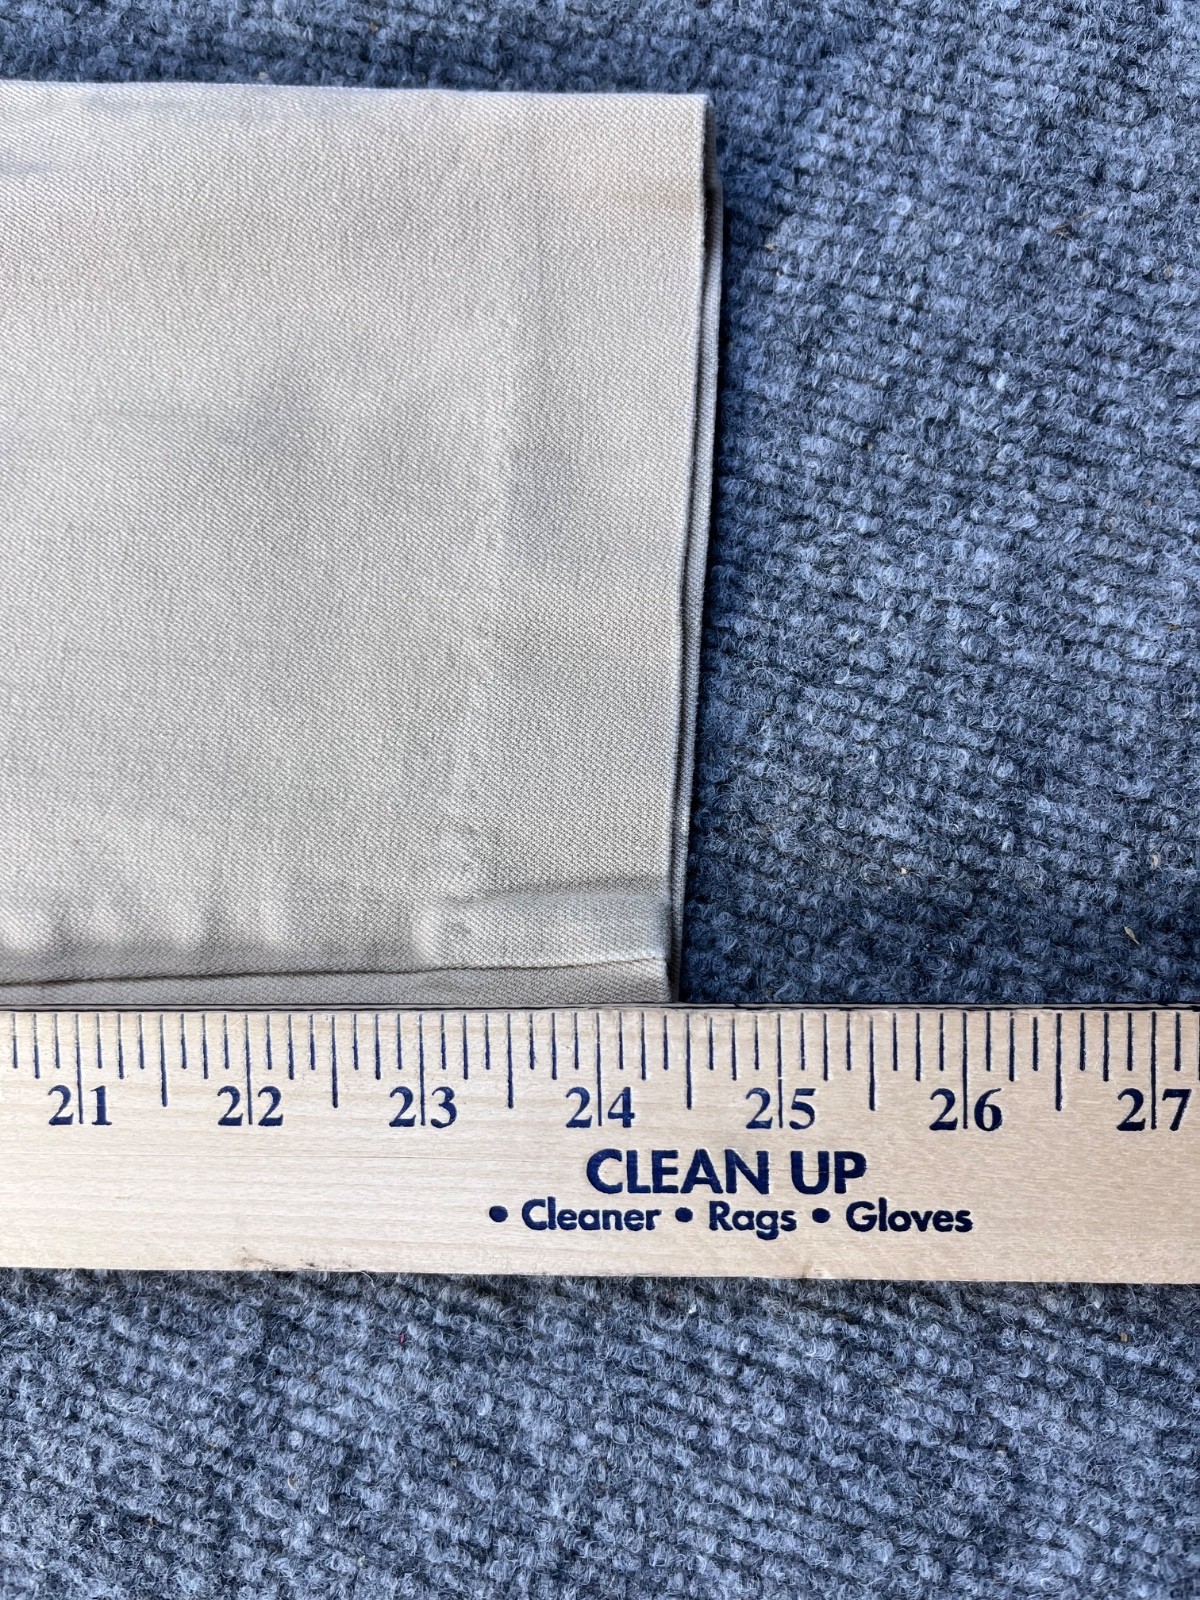 21 22 23 24 25 26 27
CLEAN UP
• Cleaner • Rags • Gloves